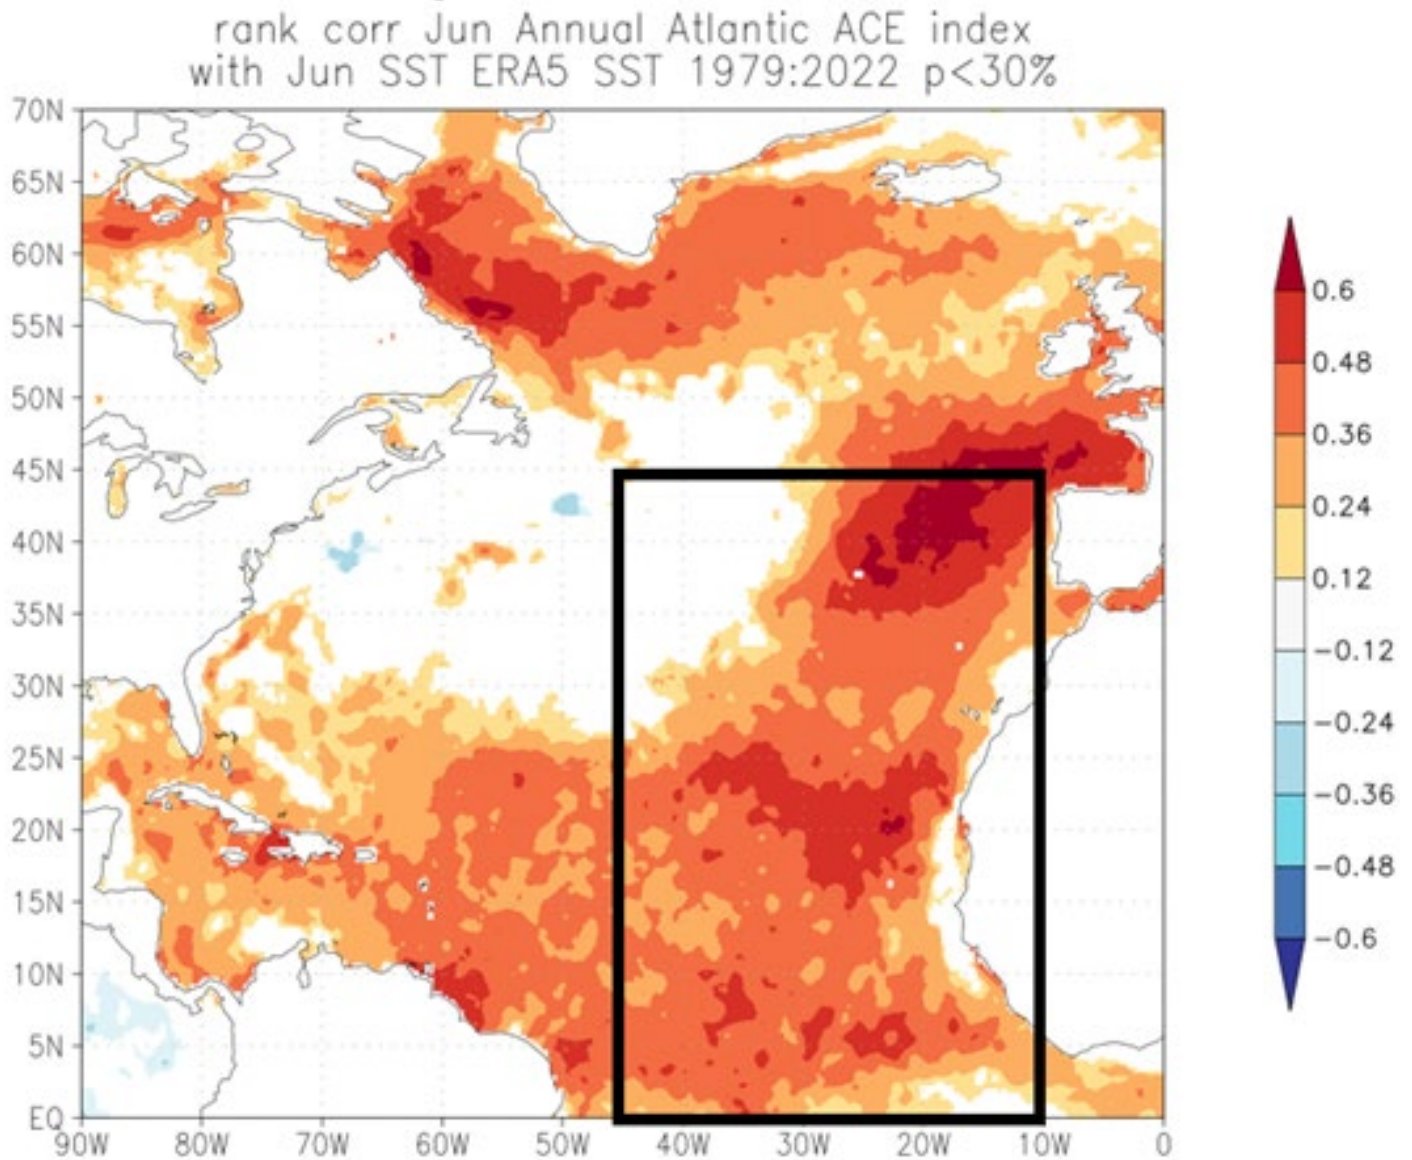 rank corr Jun Annual Atlantic ACE index
with Jun SST ERA5 SST 1979:2022 p<30%
70N
65N
60N
55N
50N
45N
40N
35N
30N
25N
20N
15N
10N
5N
EQ
90W 80W 70W 60W 50W 40W 30W 20W 10W 0
0.6
0.48
0.36
0.24
0.12
-0.12
-0.24
-0.36
-0.48
-0.6